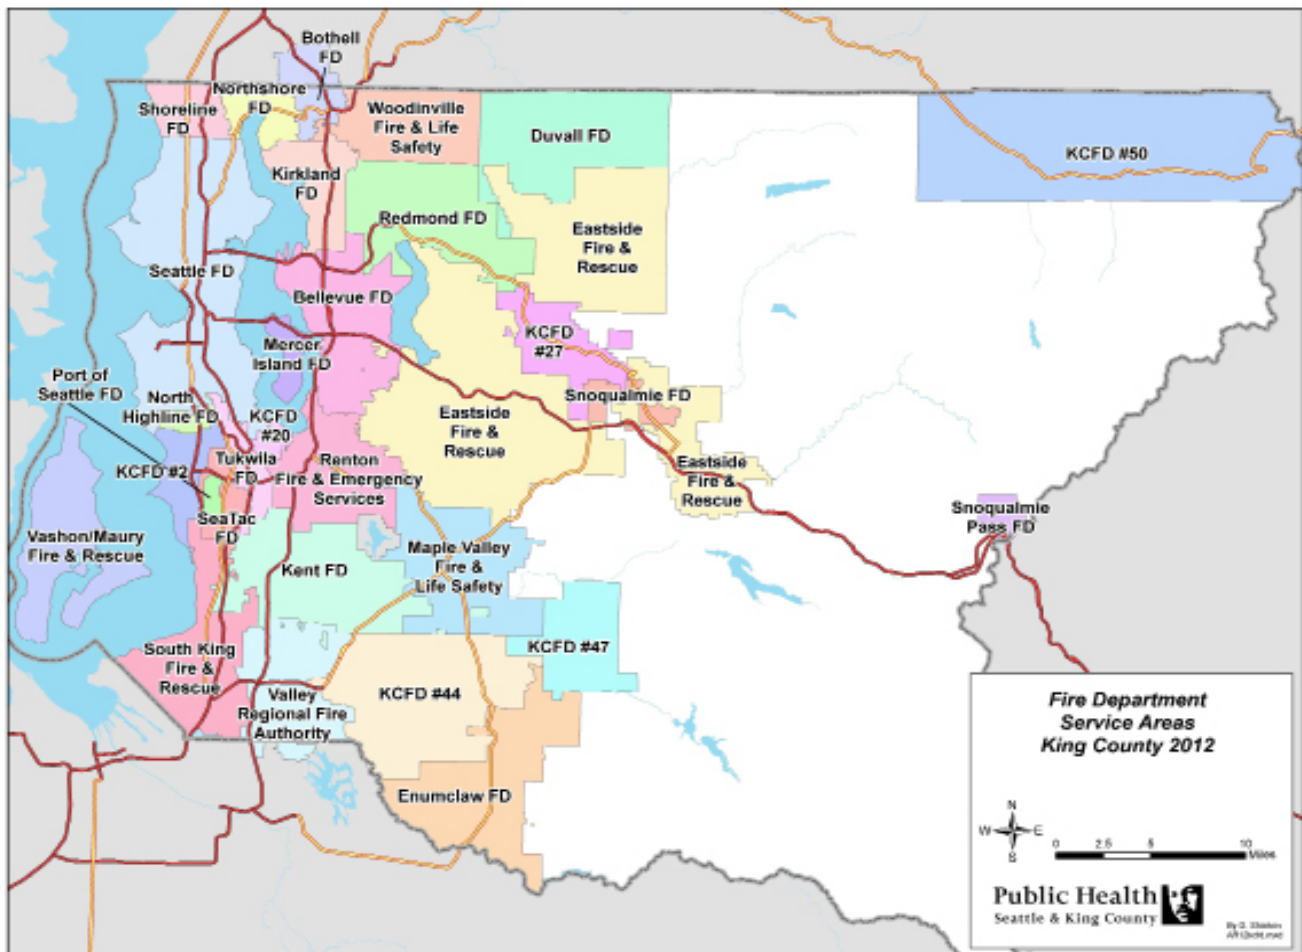 Bothell
FD
Northshore
FD
Shoreline
FD
Woodinville
Fire & Life
Safety
Duvall FD
KCFD #50
Kirkland
FD
Redmond FD
Eastside
Fire &
Rescue
Seattle FD
Bellevue FD
KCFD
#27
Mercer
Island FD
Port of
Seattle FD
North
Highline FD
KCFD
#20
Snoqualmie FD
Eastside
Fire &
Rescue
KCFD #2
Tukwila
FD
Renton
Fire & Emergency
Services
Eastside
Fire &
Rescue
Snoqualmie
Pass FD
SeaTac
FD
Vashon/Maury
Fire & Rescue
Kent FD
Maple Valley
Fire &
Life Safety
South King
Fire &
Rescue
KCFD #47
Valley
Regional Fire
Authority
KCFD #44
Enumclaw FD
Fire Department
Service Areas
King County 2012
N
W E
S
0 2.5 5 10
Miles
Public Health
Seattle & King County